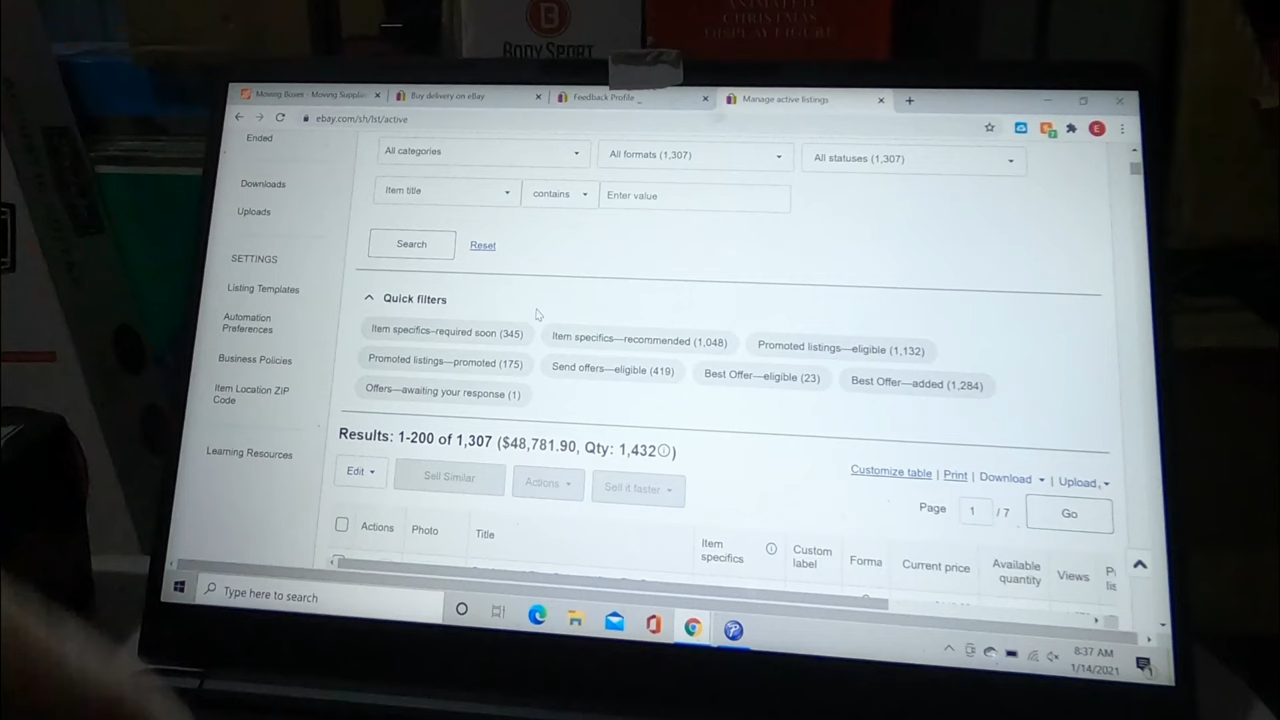 B
BODY SPORT
ANIMATED
CHRISTMAS
DISPLAY FIGURE
Moving Boxes - Moving Supplie
Buy delivery on eBay
Feedback Profile
Manage active listings
ebay.com/sh/lst/active
E
Ended
Downloads
Uploads
SETTINGS
Listing Templates
Automation
Preferences
Business Policies
Item Location ZIP
Code
Learning Resources
All categories
All formats (1,307)
All statuses (1,307)
Item title
contains
Enter value
Search
Reset
Quick filters
Item specifics—required soon (345)
Item specifics—recommended (1,048)
Promoted listings—eligible (1,132)
Promoted listings—promoted (175)
Send offers—eligible (419)
Best Offer—eligible (23)
Best Offer—added (1,284)
Offers—awaiting your response (1)
Results: 1-200 of 1,307 ($48,781.90, Qty: 1,432)
Customize table | Print | Download | Upload
Edit
Sell Similar
Actions
Sell it faster
Page 1 / 7 Go
Actions
Photo
Title
Item
specifics
Custom
label
Forma
Current price
Available
quantity
Views
Type here to search
8:37 AM
1/14/2021